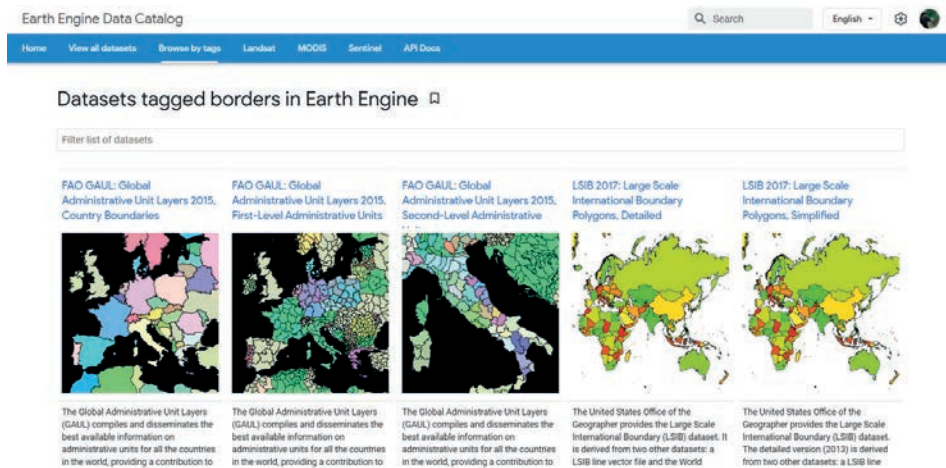 Earth Engine Data Catalog
Search
English
Home View all datasets Browse by tags Landsat MODIS Sentinel API Docs
Datasets tagged borders in Earth Engine
Filter list of datasets
FAO GAUL: Global
Administrative Unit Layers 2015,
Country Boundaries
FAO GAUL: Global
Administrative Unit Layers 2015,
First-Level Administrative Units
FAO GAUL: Global
Administrative Unit Layers 2015,
Second-Level Administrative
LSIB 2017: Large Scale
International Boundary
Polygons, Detailed
LSIB 2017: Large Scale
International Boundary
Polygons, Simplified
The Global Administrative Unit Layers
(GAUL) compiles and disseminates the
best available information on
administrative units for all the countries
in the world, providing a contribution to
The Global Administrative Unit Layers
(GAUL) compiles and disseminates the
best available information on
administrative units for all the countries
in the world, providing a contribution to
The Global Administrative Unit Layers
(GAUL) compiles and disseminates the
best available information on
administrative units for all the countries
in the world, providing a contribution to
The United States Office of the
Geographer provides the Large Scale
International Boundary (LSIB) dataset. It
is derived from two other datasets: a
LSIB line vector file and the World
The United States Office of the
Geographer provides the Large Scale
International Boundary (LSIB) dataset.
The detailed version (2013) is derived
from two other datasets: a LSIB line